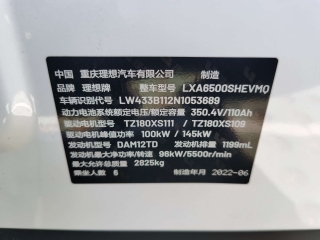 中国 重庆理想汽车有限公司 制造
品牌 理想牌 整车型号 LXA6500SHEVM0
车辆识别代号 LW433B112N1053689
动力电池系统额定电压/额定容量 350.4V/110Ah
驱动电机型号 TZ180XS111 / TZ180XS109
驱动电机峰值功率 100kW / 145kW
发动机型号 DAM12TD 发动机排量 1199mL
发动机最大净功率/转速 96kW/5500r/min
最大允许总质量 2825kg
乘坐人数 6 制造年月 2022-06